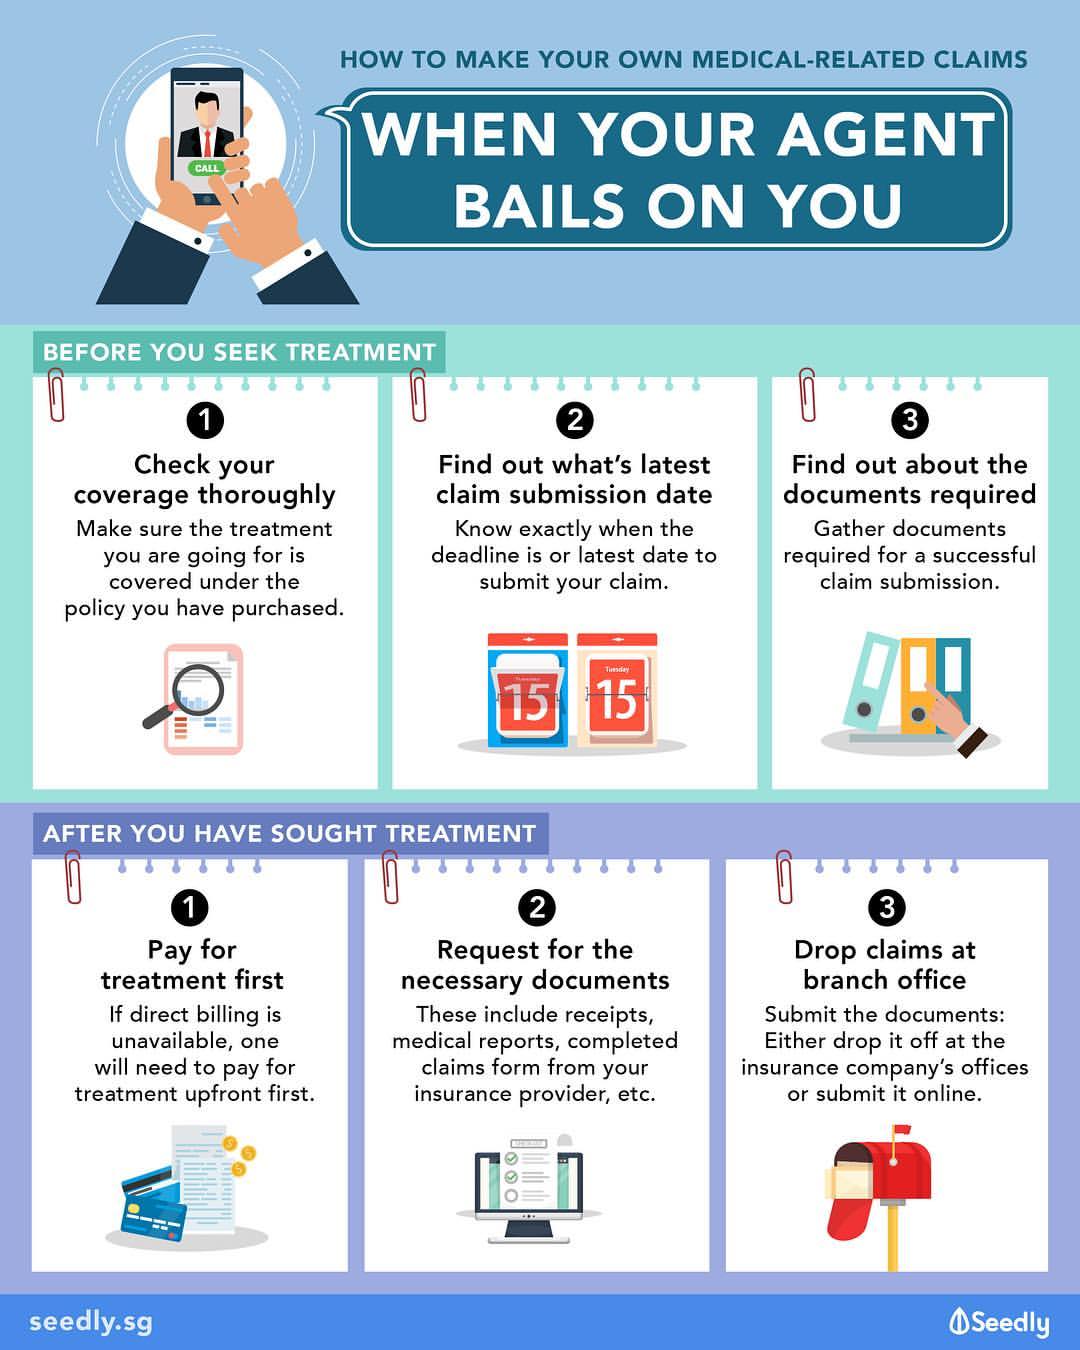 HOW TO MAKE YOUR OWN MEDICAL-RELATED CLAIMS
WHEN YOUR AGENT
BAILS ON YOU
CALL
BEFORE YOU SEEK TREATMENT
1
Check your
coverage thoroughly
Make sure the treatment
you are going for is
covered under the
policy you have purchased.
2
Find out what's latest
claim submission date
Know exactly when the
deadline is or latest date to
submit your claim.
15
Tuesday
15
3
Find out about the
documents required
Gather documents
required for a successful
claim submission.
AFTER YOU HAVE SOUGHT TREATMENT
1
Pay for
treatment first
If direct billing is
unavailable, one
will need to pay for
treatment upfront first.
2
Request for the
necessary documents
These include receipts,
medical reports, completed
claims form from your
insurance provider, etc.
CHECKLIST
3
Drop claims at
branch office
Submit the documents:
Either drop it off at the
insurance company's offices
or submit it online.
seedly.sg
Seedly